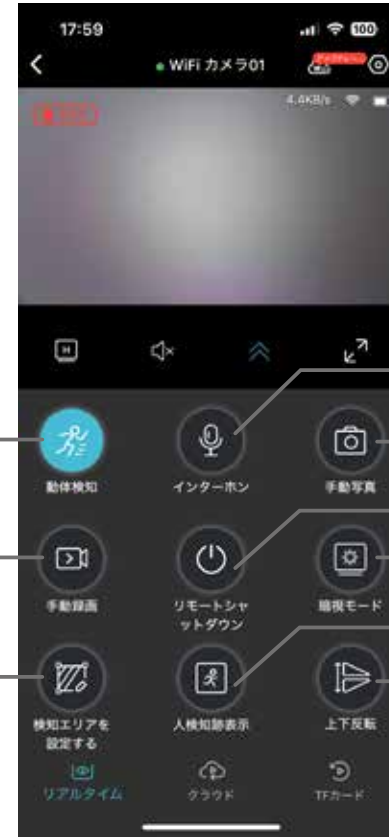 17:59
100
WiFi カメラ01
4.4KB/s
H
動体検知
インターホン
手動写真
手動録画
リモートシャ
ットダウン
暗視モード
検知エリアを
設定する
人検知跡表示
上下反転
リアルタイム
クラウド
TFカード